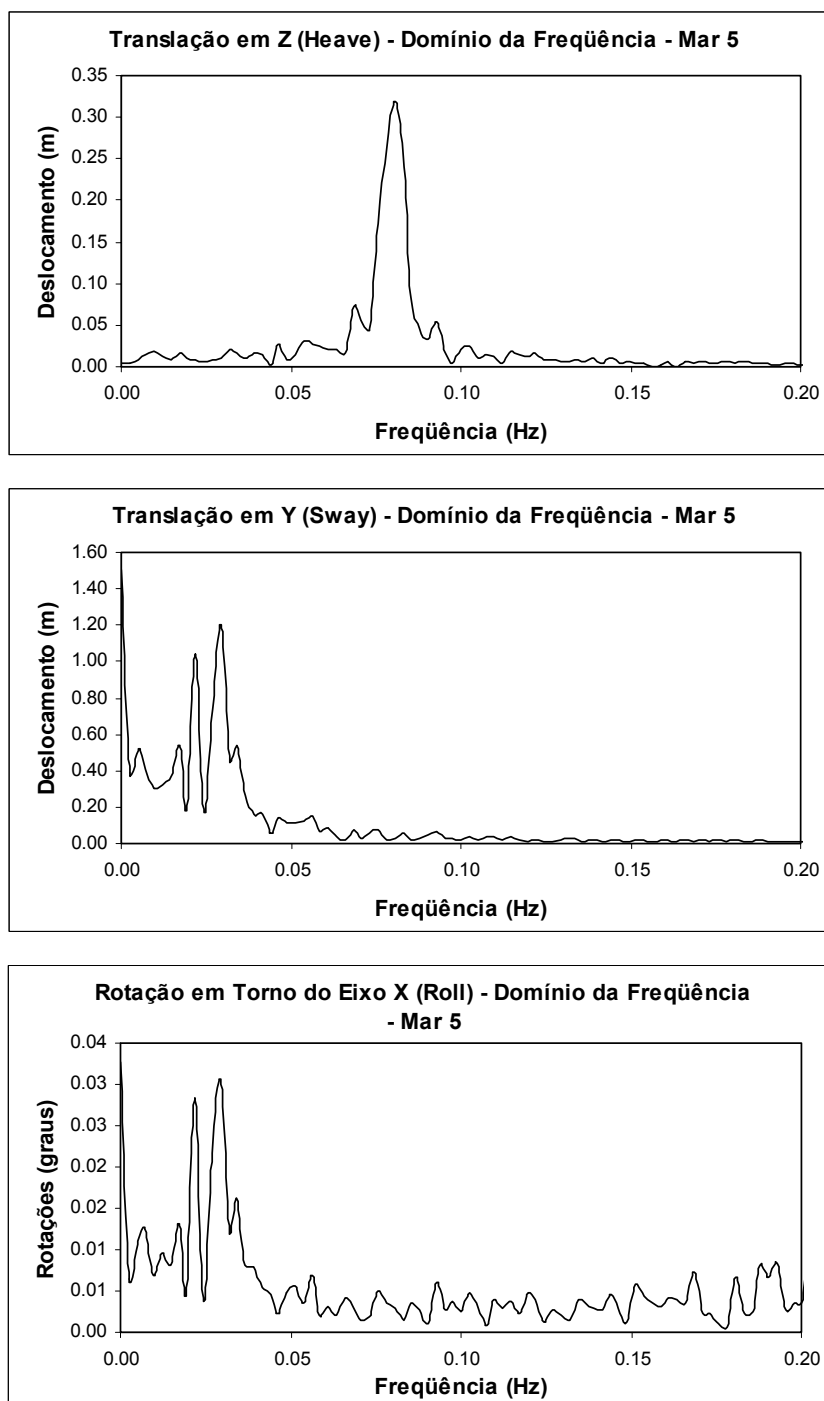 Translação em Z (Heave) - Domínio da Freqüência - Mar 5
0.35
0.30
0.25
0.20
0.15
0.10
0.05
0.00
Deslocamento (m)
0.00 0.05 0.10 0.15 0.20
Freqüência (Hz)
Translação em Y (Sway) - Domínio da Freqüência - Mar 5
1.60
1.40
1.20
1.00
0.80
0.60
0.40
0.20
0.00
Deslocamento (m)
0.00 0.05 0.10 0.15 0.20
Freqüência (Hz)
Rotação em Torno do Eixo X (Roll) - Domínio da Freqüência
- Mar 5
0.04
0.03
0.03
0.02
0.02
0.01
0.01
0.00
Rotações (graus)
0.00 0.05 0.10 0.15 0.20
Freqüência (Hz)